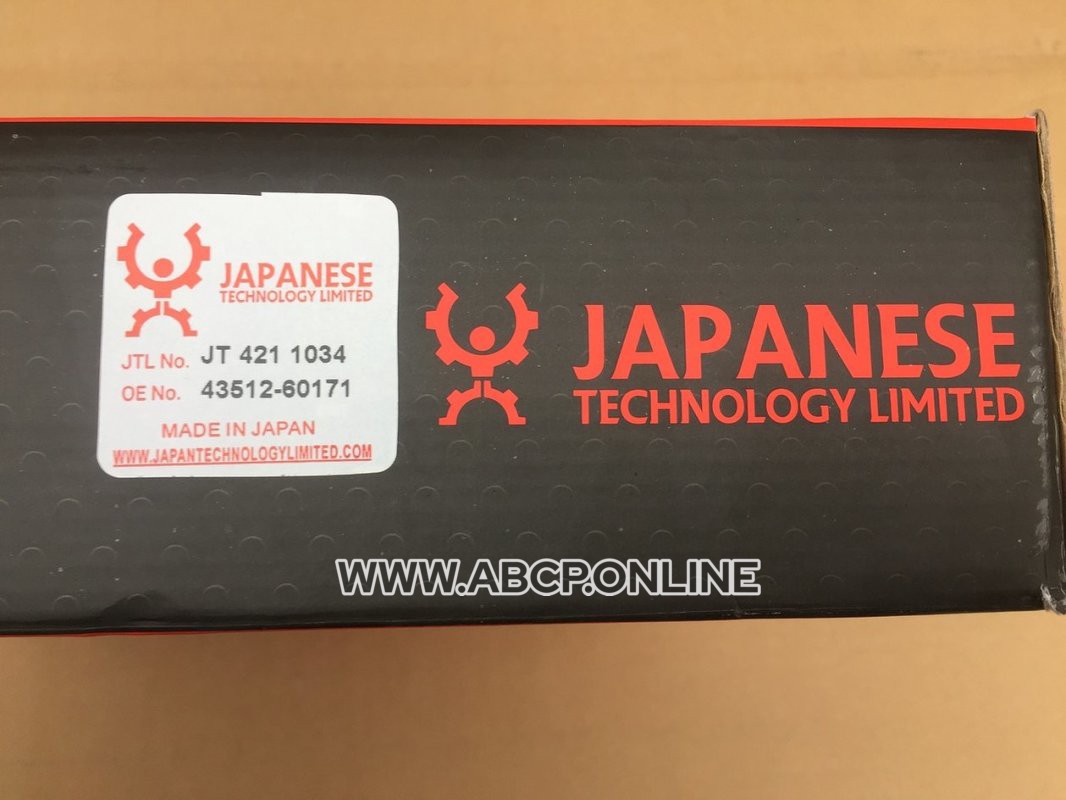 JAPANESE
TECHNOLOGY LIMITED
JTL No. JT 421 1034
OE No. 43512-60171
MADE IN JAPAN
WWW.JAPANTECHNOLOGYLIMITED.COM
JAPANESE
TECHNOLOGY LIMITED
WWW.ABCP.ONLINE